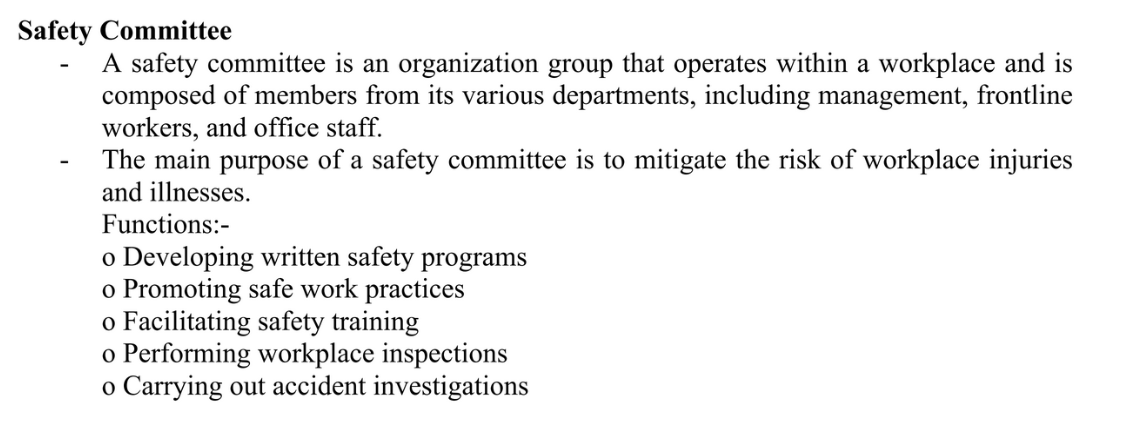 Safety Committee
- A safety committee is an organization group that operates within a workplace and is
composed of members from its various departments, including management, frontline
workers, and office staff.
- The main purpose of a safety committee is to mitigate the risk of workplace injuries
and illnesses.
Functions:-
o Developing written safety programs
o Promoting safe work practices
o Facilitating safety training
o Performing workplace inspections
o Carrying out accident investigations